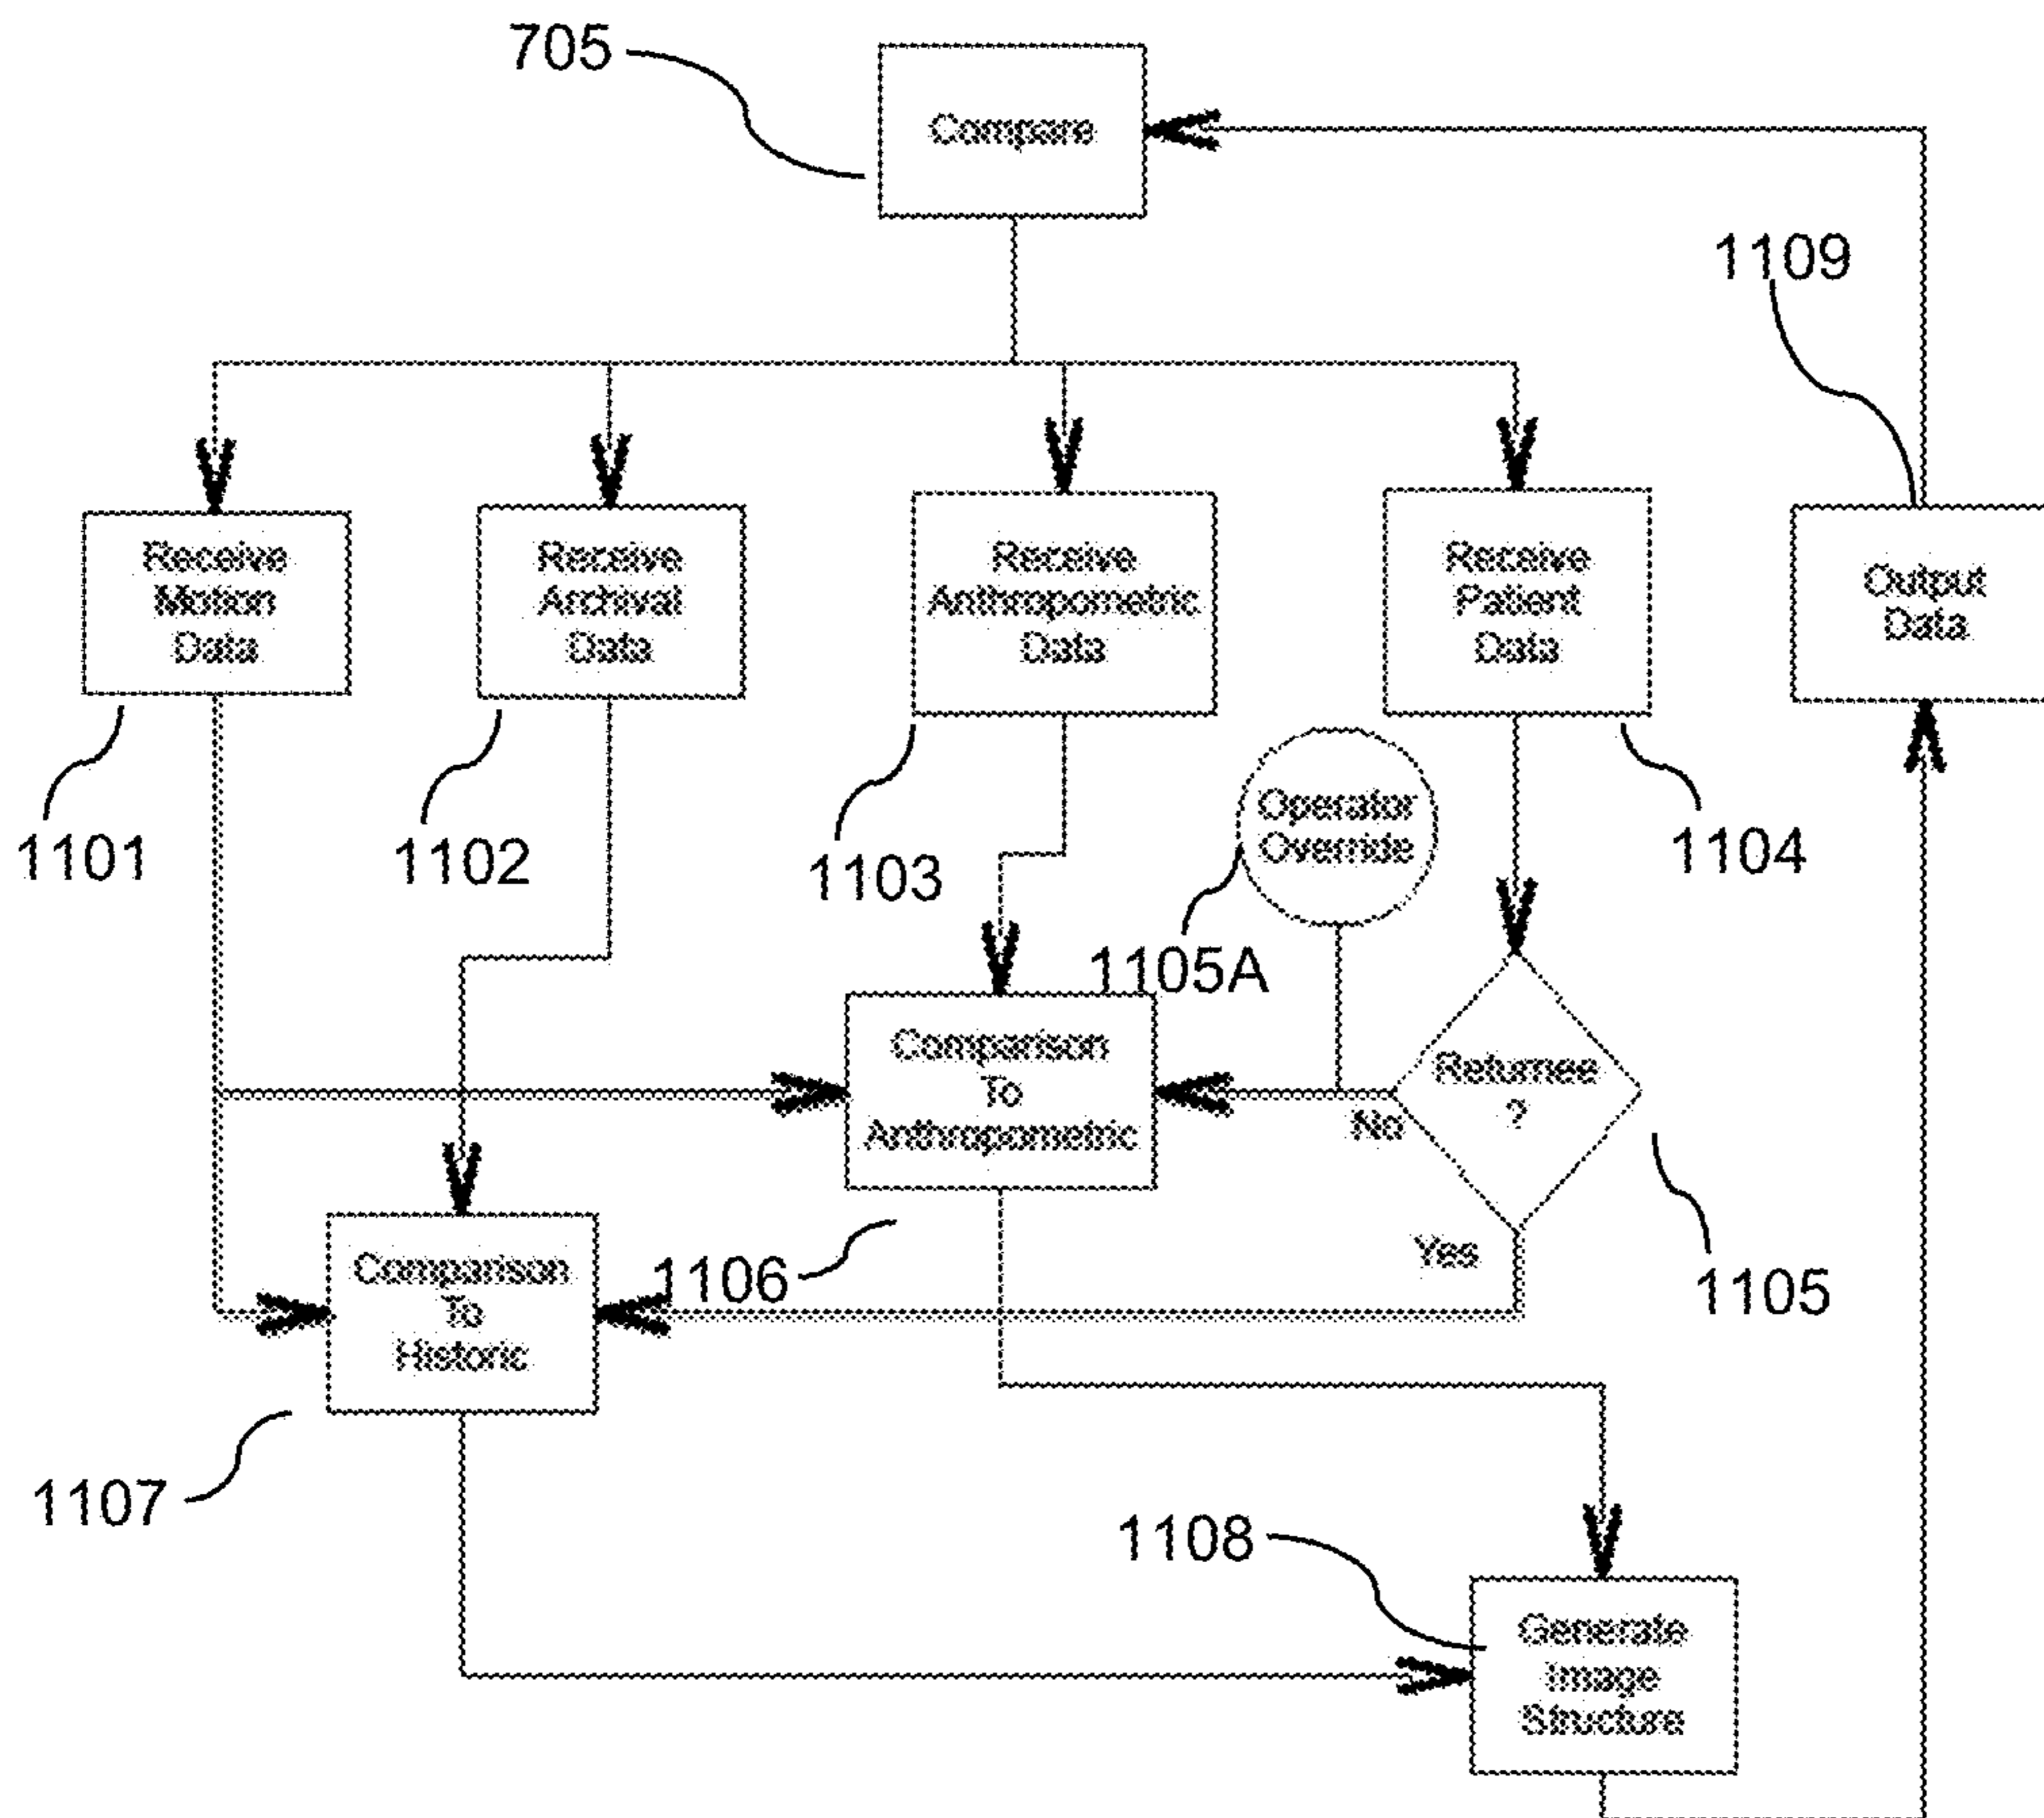 705
Compare
1109
Receive
Motion
Data
Receive
Archival
Data
Receive
Anthropometric
Data
Receive
Patient
Data
Output
Data
1101
1102
1103
Operator
Override
1104
1105A
Comparison
To
Anthropometric
Returnee
?
No
Yes
1105
Comparison
To
Historic
1106
1107
1108
Generate
Image
Structure